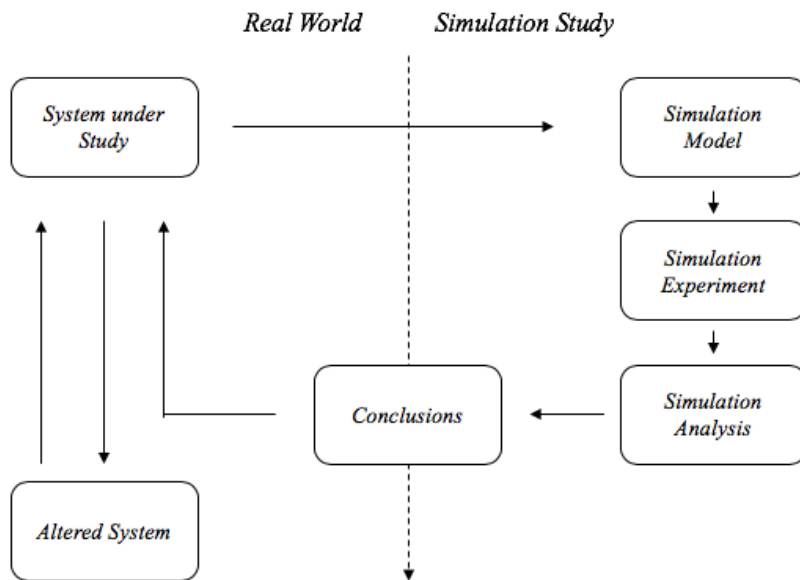 Real World
Simulation Study
System under
Study
Simulation
Model
Simulation
Experiment
Simulation
Analysis
Conclusions
Altered System